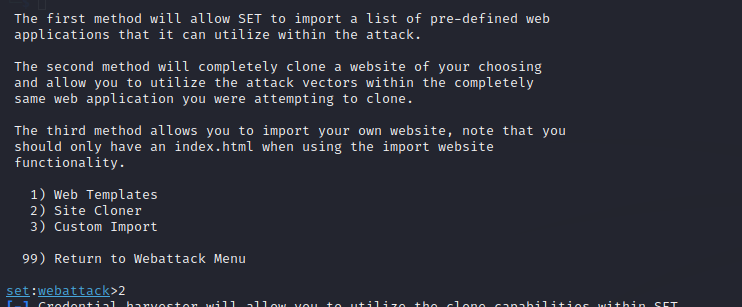 The first method will allow SET to import a list of pre-defined web
applications that it can utilize within the attack.
The second method will completely clone a website of your choosing
and allow you to utilize the attack vectors within the completely
same web application you were attempting to clone.
The third method allows you to import your own website, note that you
should only have an index.html when using the import website
functionality.
1) Web Templates
2) Site Cloner
3) Custom Import
99) Return to Webattack Menu
set:webattack>2
[-] Credential harvester will allow you to utilize the clone capabilities within SET